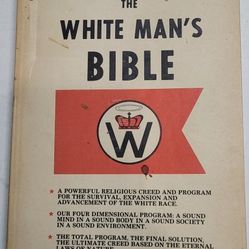 THE
WHITE MAN'S
BIBLE
W
★ A POWERFUL RELIGIOUS CREED AND PROGRAM
FOR THE SURVIVAL, EXPANSION AND
ADVANCEMENT OF THE WHITE RACE.
★ OUR FOUR DIMENSIONAL PROGRAM: A SOUND
MIND IN A SOUND BODY IN A SOUND SOCIETY
IN A SOUND ENVIRONMENT.
★ THE TOTAL PROGRAM, THE FINAL SOLUTION,
THE ULTIMATE CREED BASED ON THE ETERNAL
LAWS OF NATURE